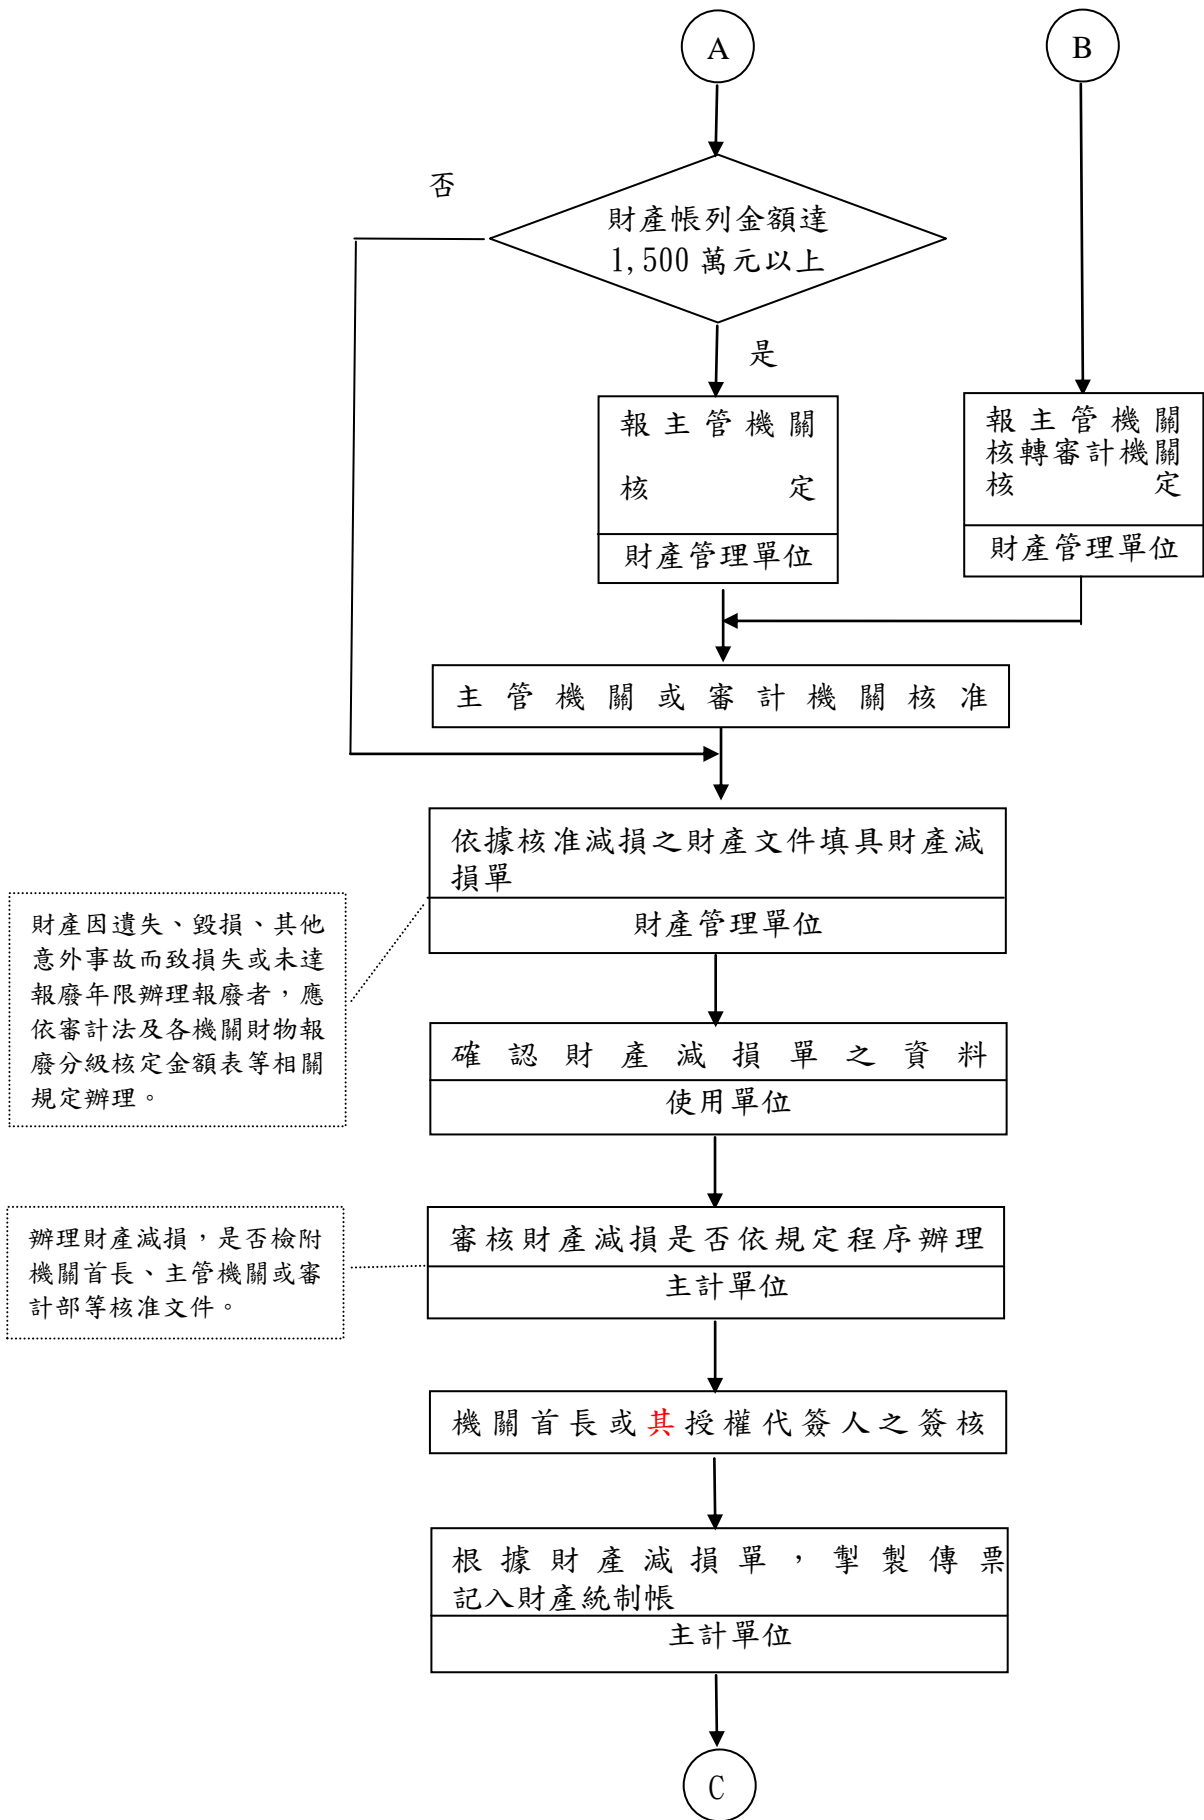 A
B
否
財產帳列金額達
1,500 萬元以上
是
報主管機關
核定
財產管理單位
報主管機關
核轉審計機關
核定
財產管理單位
主管機關或審計機關核准
依據核准減損之財產文件填具財產減
損單
財產管理單位
財產因遺失、毀損、其他
意外事故而致損失或未達
報廢年限辦理報廢者，應
依審計法及各機關財物報
廢分級核定金額表等相關
規定辦理。
確認財產減損單之資料
使用單位
審核財產減損是否依規定程序辦理
主計單位
辦理財產減損，是否檢附
機關首長、主管機關或審
計部等核准文件。
機關首長或其授權代簽人之簽核
根據財產減損單，掣製傳票
記入財產統制帳
主計單位
C